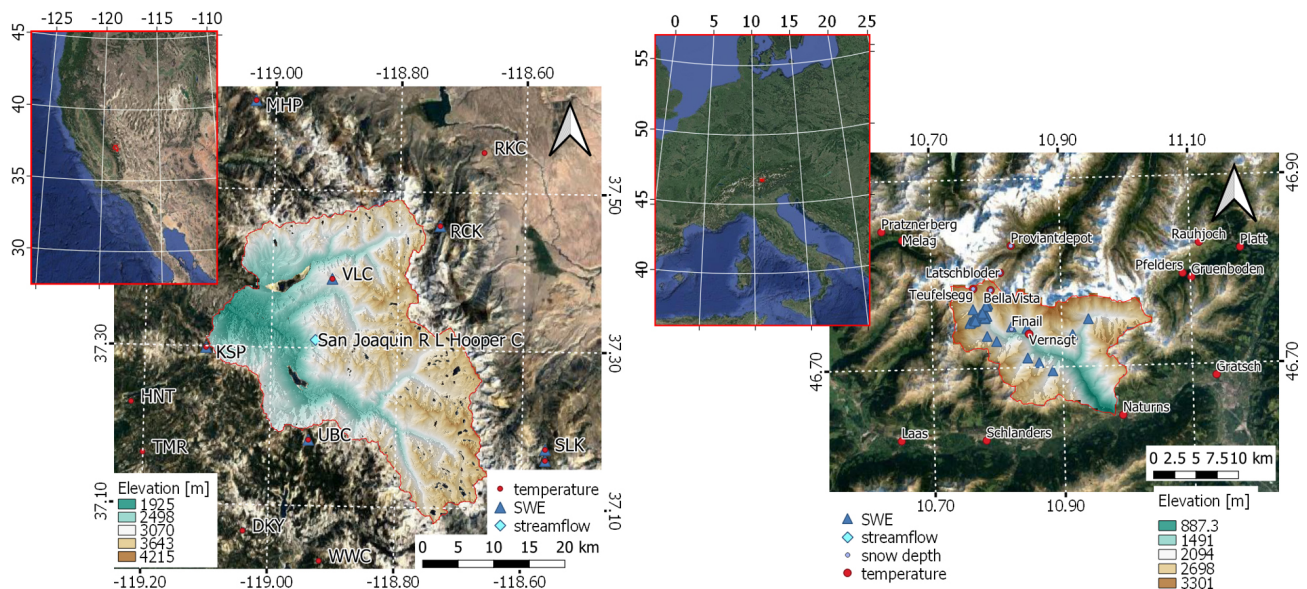 -125 -120 -115 -110
45
40
35
30
-119.00 -118.80 -118.60
MHP
RKC
37.50
RCK
VLC
San Joaquin R L Hooper C
37.30
37.30
KSP
HNT
TMR
UBC
SLK
37.10
37.10
DKY
WWC
Elevation [m]
1925
2498
3070
3643
4215
temperature
SWE
streamflow
0 5 10 15 20 km
-119.20 -119.00 -118.80 -118.60
0 5 10 15 20 25
55
50
45
40
10.70 10.90 11.10
46.90
Pratznerberg
Melag
Proviantdepot
Rauhjoch
Platt
Latschbloder
Pfelders
Gruenboden
Teufelsegg
BellaVista
Finail
Vernagt
46.70
46.70
Gratsch
Naturns
Laas
Schlanders
0 2.5 5 7.5 10 km
10.70 10.90
SWE
streamflow
snow depth
temperature
Elevation [m]
887.3
1491
2094
2698
3301